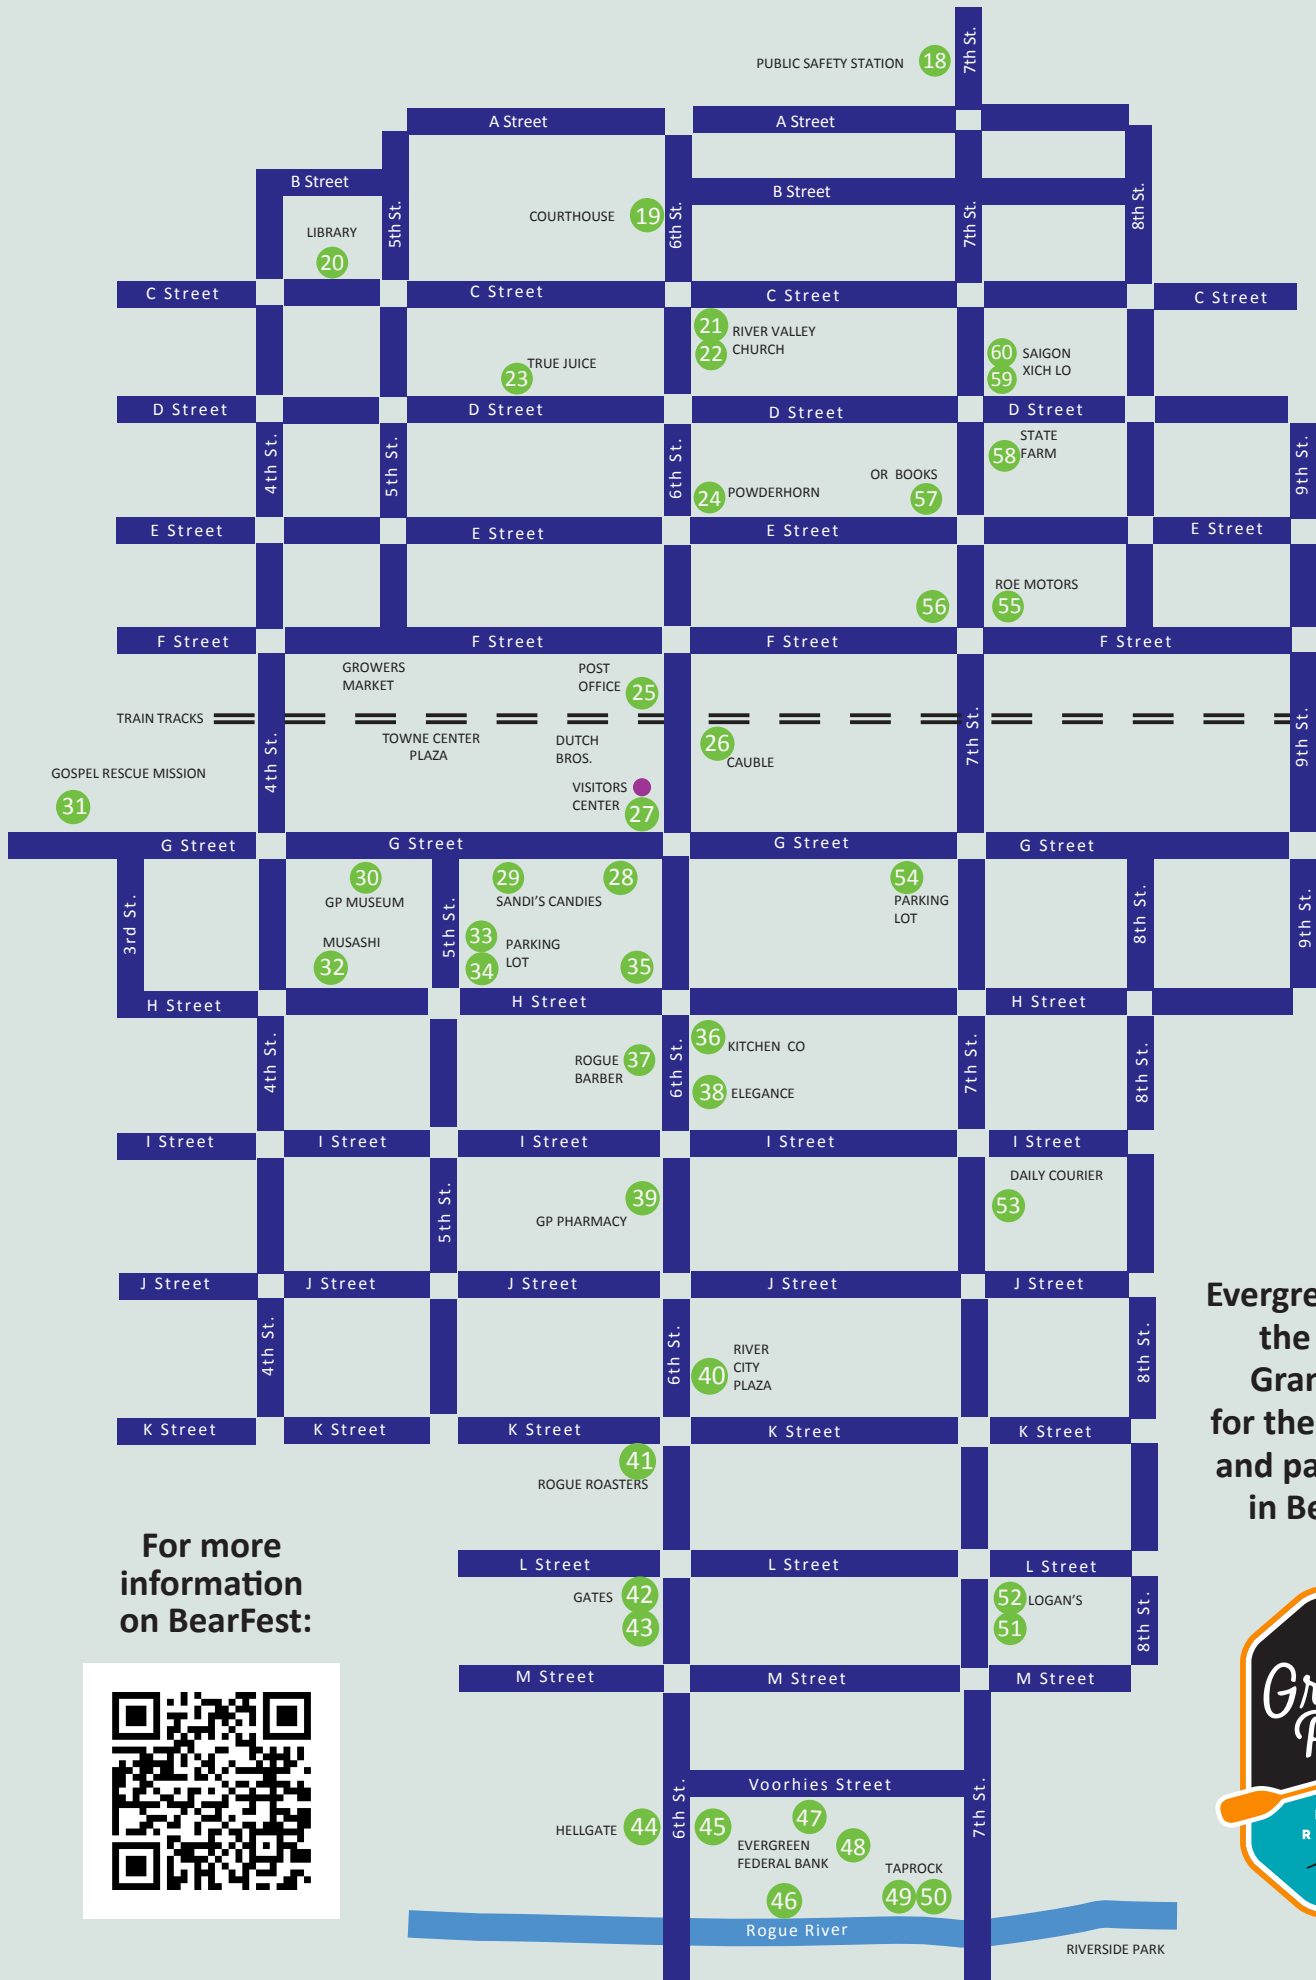 PUBLIC SAFETY STATION 18
7th St.
A Street
A Street
B Street
B Street
5th St.
COURTHOUSE 19
6th St.
7th St.
8th St.
LIBRARY
20
C Street
C Street
C Street
C Street
21
22
RIVER VALLEY
CHURCH
TRUE JUICE
23
60
59
SAIGON
XICH LO
D Street
D Street
D Street
D Street
4th St.
5th St.
6th St.
STATE
FARM
58
9th St.
OR BOOKS
57
24 POWDERHORN
E Street
E Street
E Street
E Street
ROE MOTORS
56
55
F Street
F Street
F Street
F Street
GROWERS
MARKET
POST
OFFICE 25
TRAIN TRACKS
4th St.
TOWNE CENTER
PLAZA
DUTCH
BROS.
26
CAUBLE
7th St.
9th St.
GOSPEL RESCUE MISSION
31
VISITORS
CENTER 27
G Street
G Street
G Street
G Street
3rd St.
30
GP MUSEUM
5th St.
29
28
SANDI'S CANDIES
54
PARKING
LOT
8th St.
9th St.
MUSASHI
32
33
34
PARKING
LOT
35
H Street
H Street
H Street
4th St.
ROGUE
BARBER
37
6th St.
36
KITCHEN CO
38 ELEGANCE
7th St.
8th St.
I Street
I Street
I Street
I Street
I Street
5th St.
39
GP PHARMACY
DAILY COURIER
53
J Street
J Street
J Street
J Street
J Street
4th St.
6th St.
40
RIVER
CITY
PLAZA
8th St.
K Street
K Street
K Street
K Street
K Street
41
ROGUE ROASTERS
L Street
L Street
L Street
GATES 42
43
52 LOGAN'S
51
8th St.
M Street
M Street
M Street
Voorhies Street
HELLGATE 44
6th St.
45
47
EVERGREEN
FEDERAL BANK
48
46
TAPROCK
49 50
7th St.
Rogue River
RIVERSIDE PARK
For more
information
on BearFest:
the
for the
and
in
R